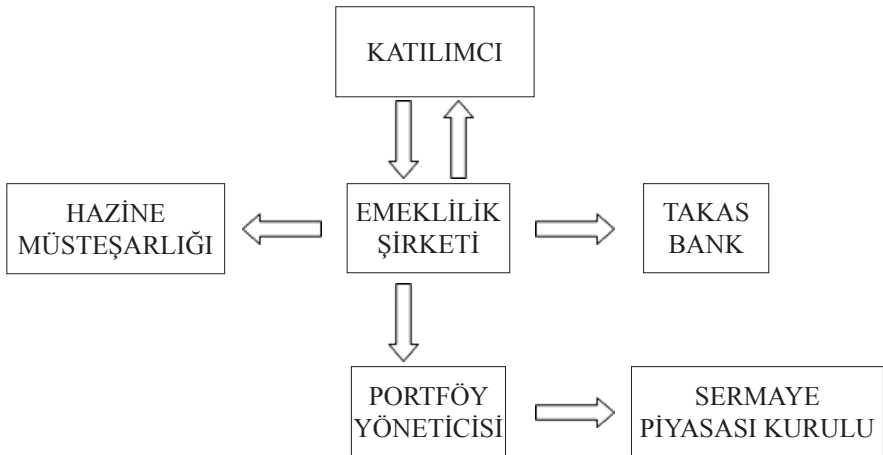 KATILIMCI
HAZİNE
MÜSTEŞARLIĞI
EMEKLİLİK
ŞİRKETİ
TAKAS
BANK
PORTFÖY
YÖNETİCİSİ
SERMAYE
PİYASASI KURULU